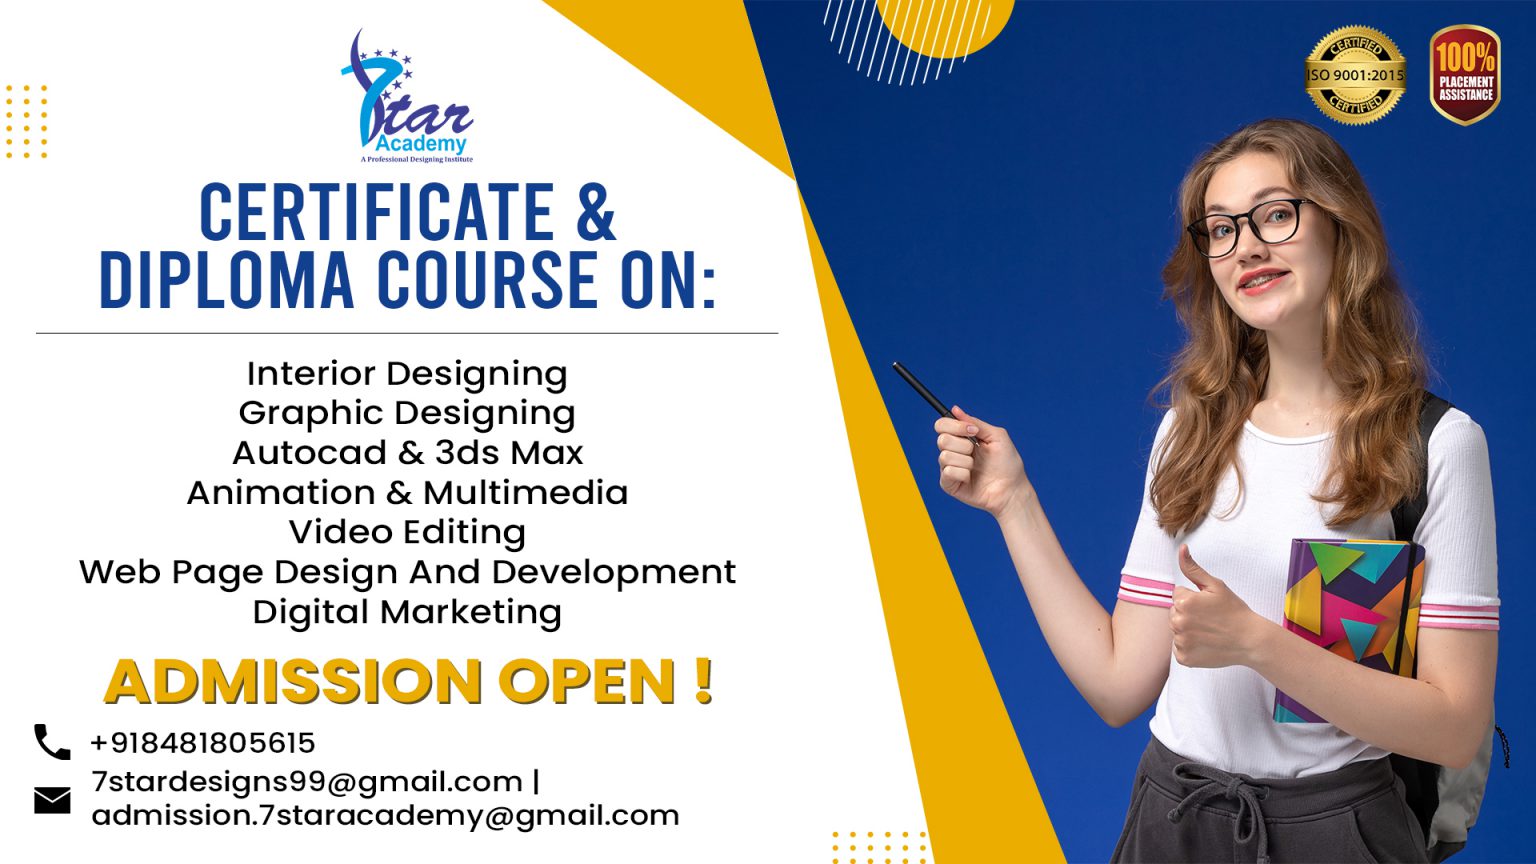 7Star
Academy
A Professional Designing Institute
CERTIFICATE &
DIPLOMA COURSE ON:
Interior Designing
Graphic Designing
Autocad & 3ds Max
Animation & Multimedia
Video Editing
Web Page Design And Development
Digital Marketing
ADMISSION OPEN !
+918481805615
7stardesigns99@gmail.com |
admission.7staracademy@gmail.com
CERTIFIED
ISO 9001:2015
CERTIFIED
100%
PLACEMENT
ASSISTANCE